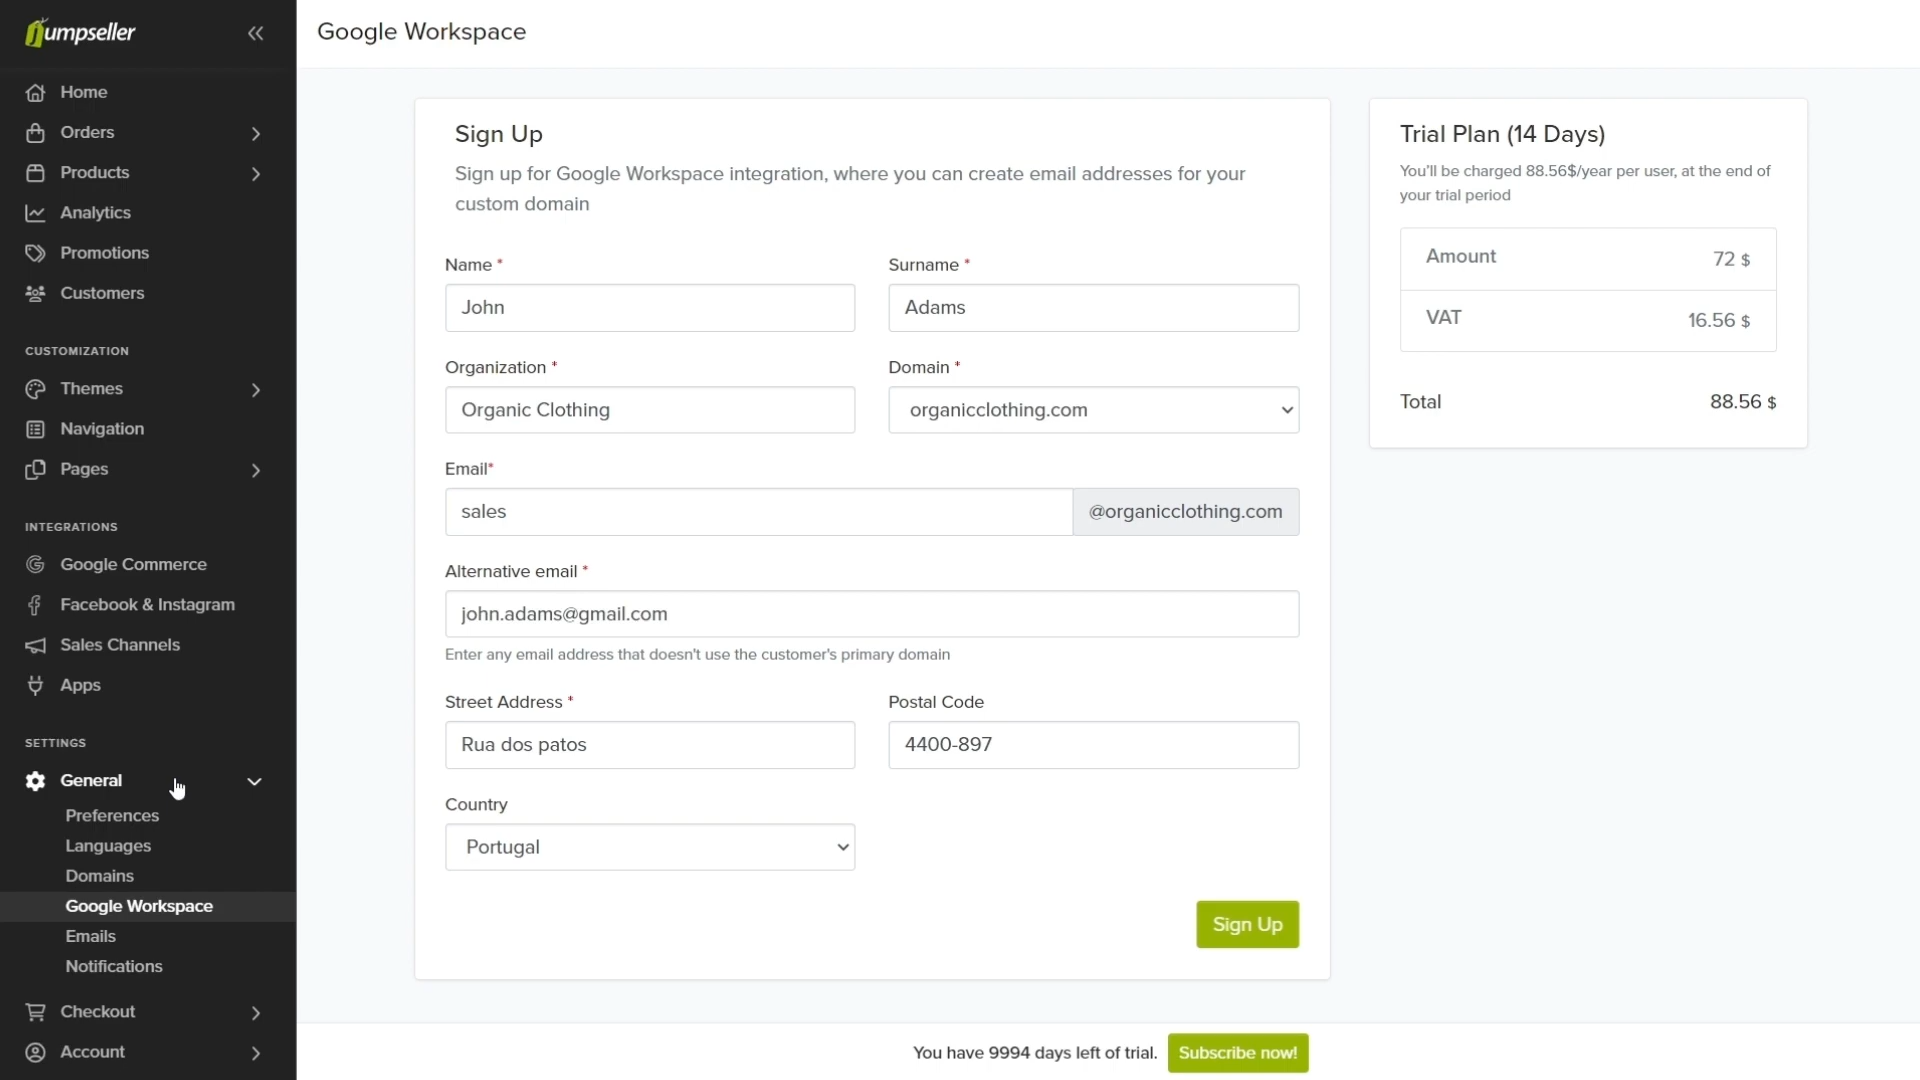 jumpseller
Home
Orders
Products
Analytics
Promotions
Customers
CUSTOMIZATION
Themes
Navigation
Pages
INTEGRATIONS
Google Commerce
Facebook & Instagram
Sales Channels
Apps
SETTINGS
General
Preferences
Languages
Domains
Google Workspace
Emails
Notifications
Checkout
Account
Google Workspace
Sign Up
Sign up for Google Workspace integration, where you can create email addresses for your
custom domain
Name *
Surname *
John
Adams
Organization *
Domain *
Organic Clothing
organicclothing.com
Email*
sales
@organicclothing.com
Alternative email *
john.adams@gmail.com
Enter any email address that doesn't use the customer's primary domain
Street Address *
Postal Code
Rua dos patos
4400-897
Country
Portugal
Sign Up
Trial Plan (14 Days)
You'll be charged 88.56$/year per user, at the end of
your trial period
Amount 72 $
VAT 16.56 $
Total 88.56 $
You have 9994 days left of trial. Subscribe now!